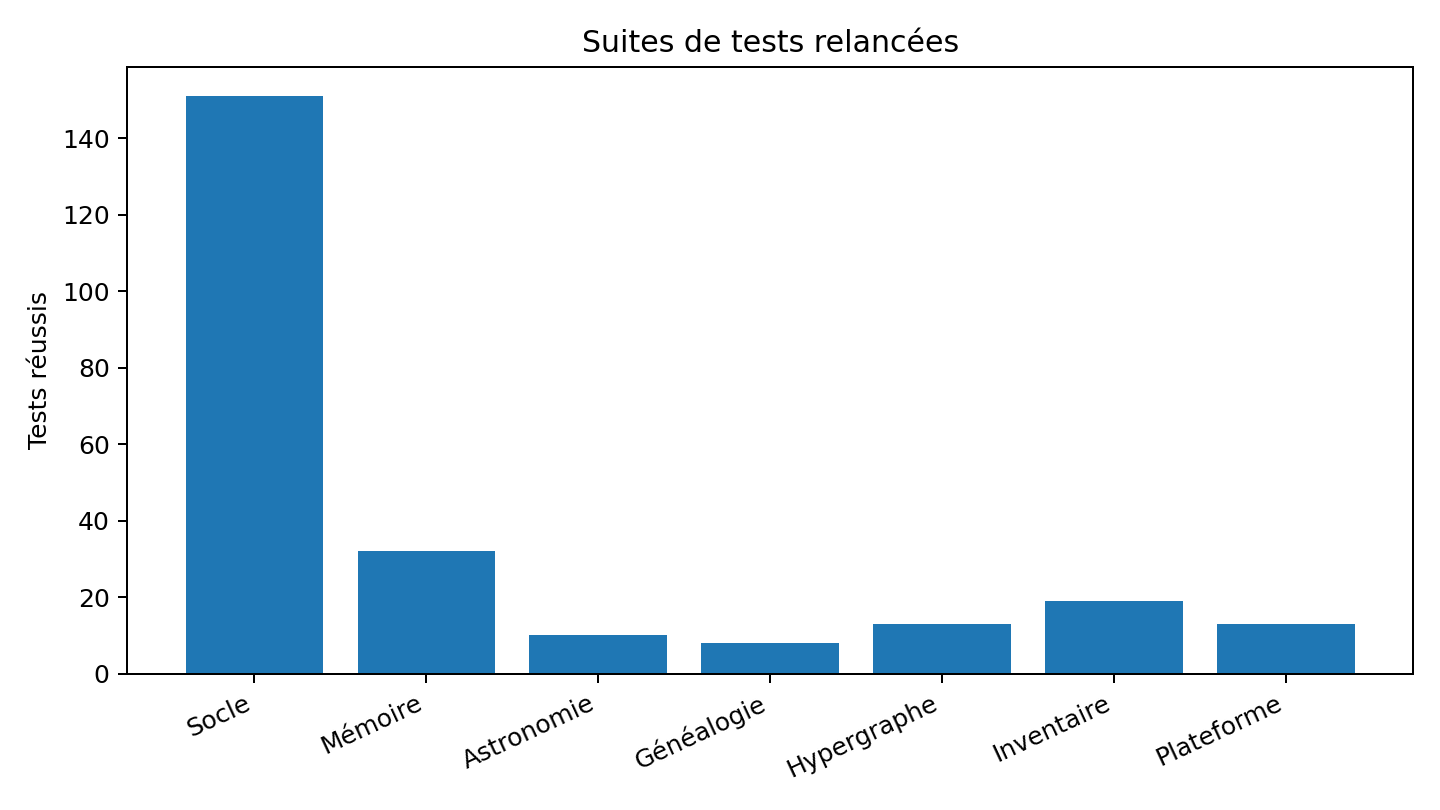 Suites de tests relancées
Tests réussis
140
120
100
80
60
40
20
0
Socle
Mémoire
Astronomie
Généalogie
Hypergraphe
Inventaire
Plateforme